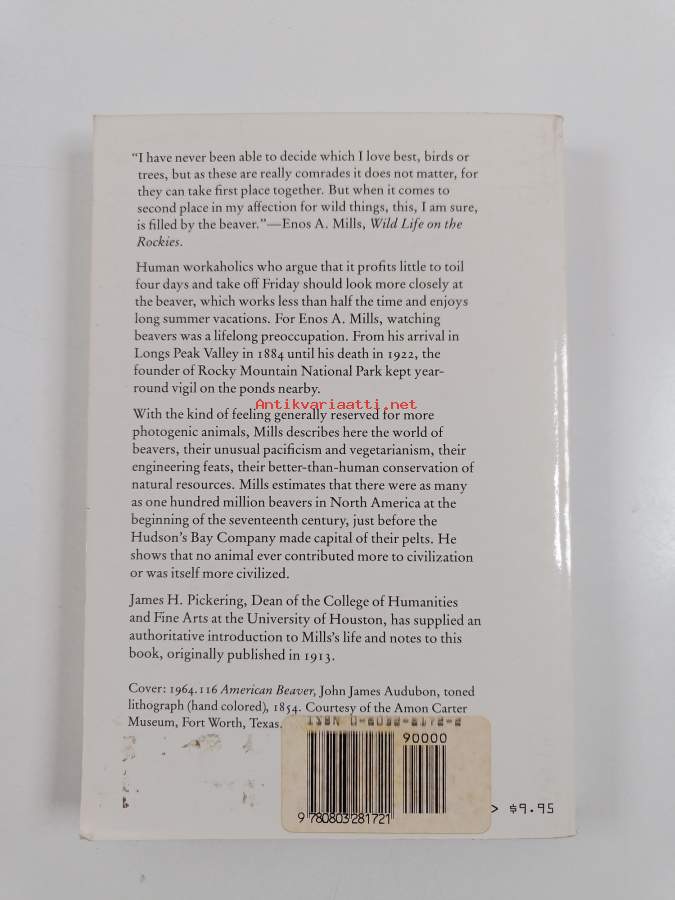 “I have never been able to decide which I love best, birds or
trees, but as these are really comrades it does not matter, for
they can take first place together. But when it comes to
second place in my affection for wild things, this, I am sure,
is filled by the beaver.”—Enos A. Mills, Wild Life on the
Rockies.
Human workaholics who argue that it profits little to toil
four days and take off Friday should look more closely at
the beaver, which works less than half the time and enjoys
long summer vacations. For Enos A. Mills, watching
beavers was a lifelong preoccupation. From his arrival in
Longs Peak Valley in 1884 until his death in 1922, the
founder of Rocky Mountain National Park kept year-
round vigil on the ponds nearby.
Antikvariaatti.net
With the kind of feeling generally reserved for more
photogenic animals, Mills describes here the world of
beavers, their unusual pacificism and vegetarianism, their
engineering feats, their better-than-human conservation of
natural resources. Mills estimates that there were as many
as one hundred million beavers in North America at the
beginning of the seventeenth century, just before the
Hudson's Bay Company made capital of their pelts. He
shows that no animal ever contributed more to civilization
or was itself more civilized.
James H. Pickering, Dean of the College of Humanities
and Fine Arts at the University of Houston, has supplied an
authoritative introduction to Mills's life and notes to this
book, originally published in 1913.
Cover: 1964.116 American Beaver, John James Audubon, toned
lithograph (hand colored), 1854. Courtesy of the Amon Carter
Museum, Fort Worth, Texas.
ISBN 0-8032-8172-2
90000
> $9.95
9 780803 281721